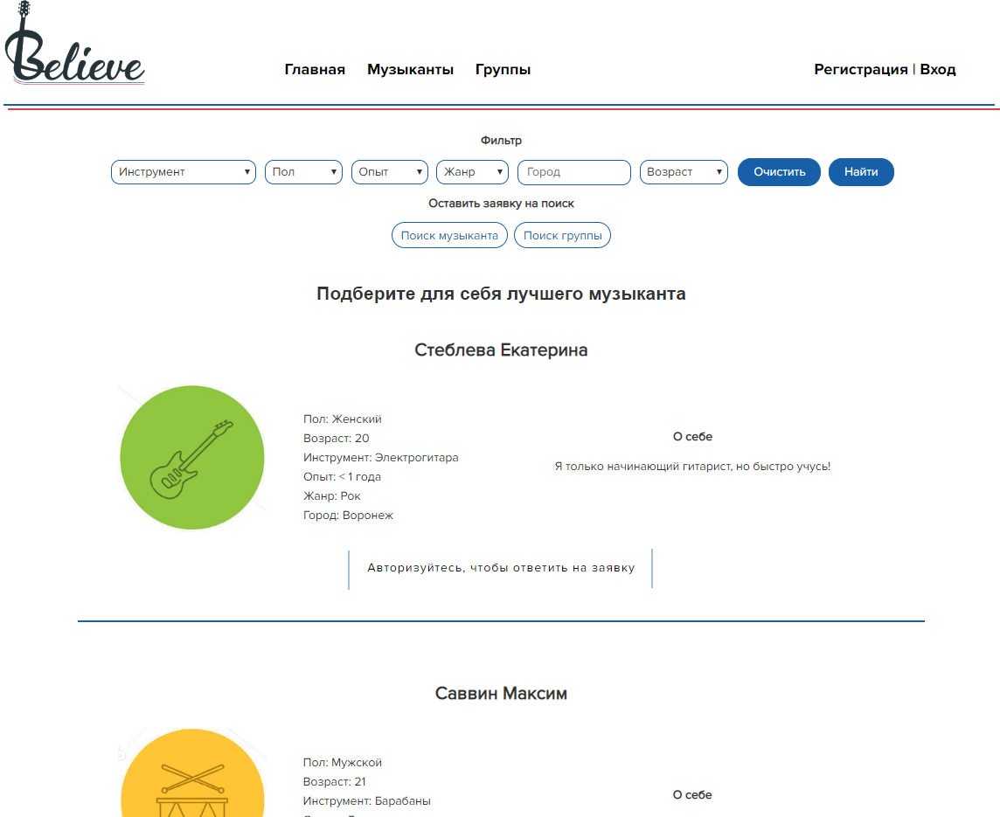 Believe
Главная Музыканты Группы Регистрация | Вход
Фильтр
Инструмент Пол Опыт Жанр Город Возраст Очистить Найти
Оставить заявку на поиск
Поиск музыканта Поиск группы
Подберите для себя лучшего музыканта
Стеблева Екатерина
Пол: Женский
Возраст: 20
Инструмент: Электрогитара
Опыт: < 1 года
Жанр: Рок
Город: Воронеж
О себе
Я только начинающий гитарист, но быстро учусь!
Авторизуйтесь, чтобы ответить на заявку
Саввин Максим
Пол: Мужской
Возраст: 21
Инструмент: Барабаны
О себе